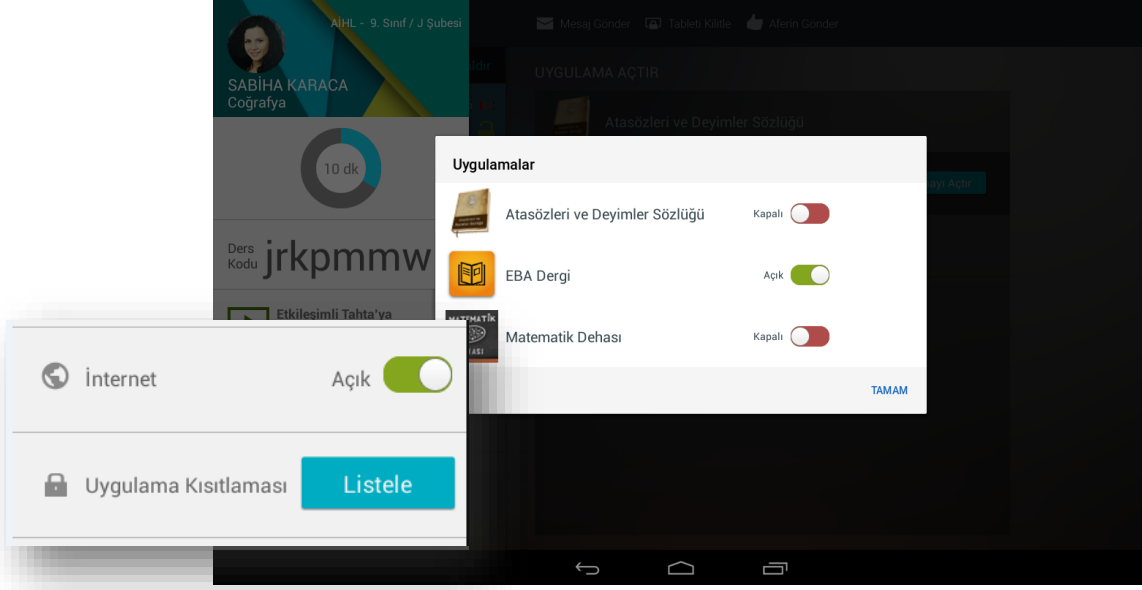 AİHL - 9. Sınıf / J Şubesi
SABİHA KARACA
Coğrafya
10 dk
Ders
Kodu
jrkpmmw
Etkileşimli Tahta'ya
Mesaj Gönder
Tableti Kilitle
Aferin Gönder
UYGULAMA AÇTIR
Atasözleri ve Deyimler Sözlüğü
Uygulamalar
Atasözleri ve Deyimler Sözlüğü
Kapalı
EBA Dergi
Açık
MATEMATİK
Matematik Dehası
Kapalı
TAMAM
İnternet
Açık
Uygulama Kısıtlaması
Listele